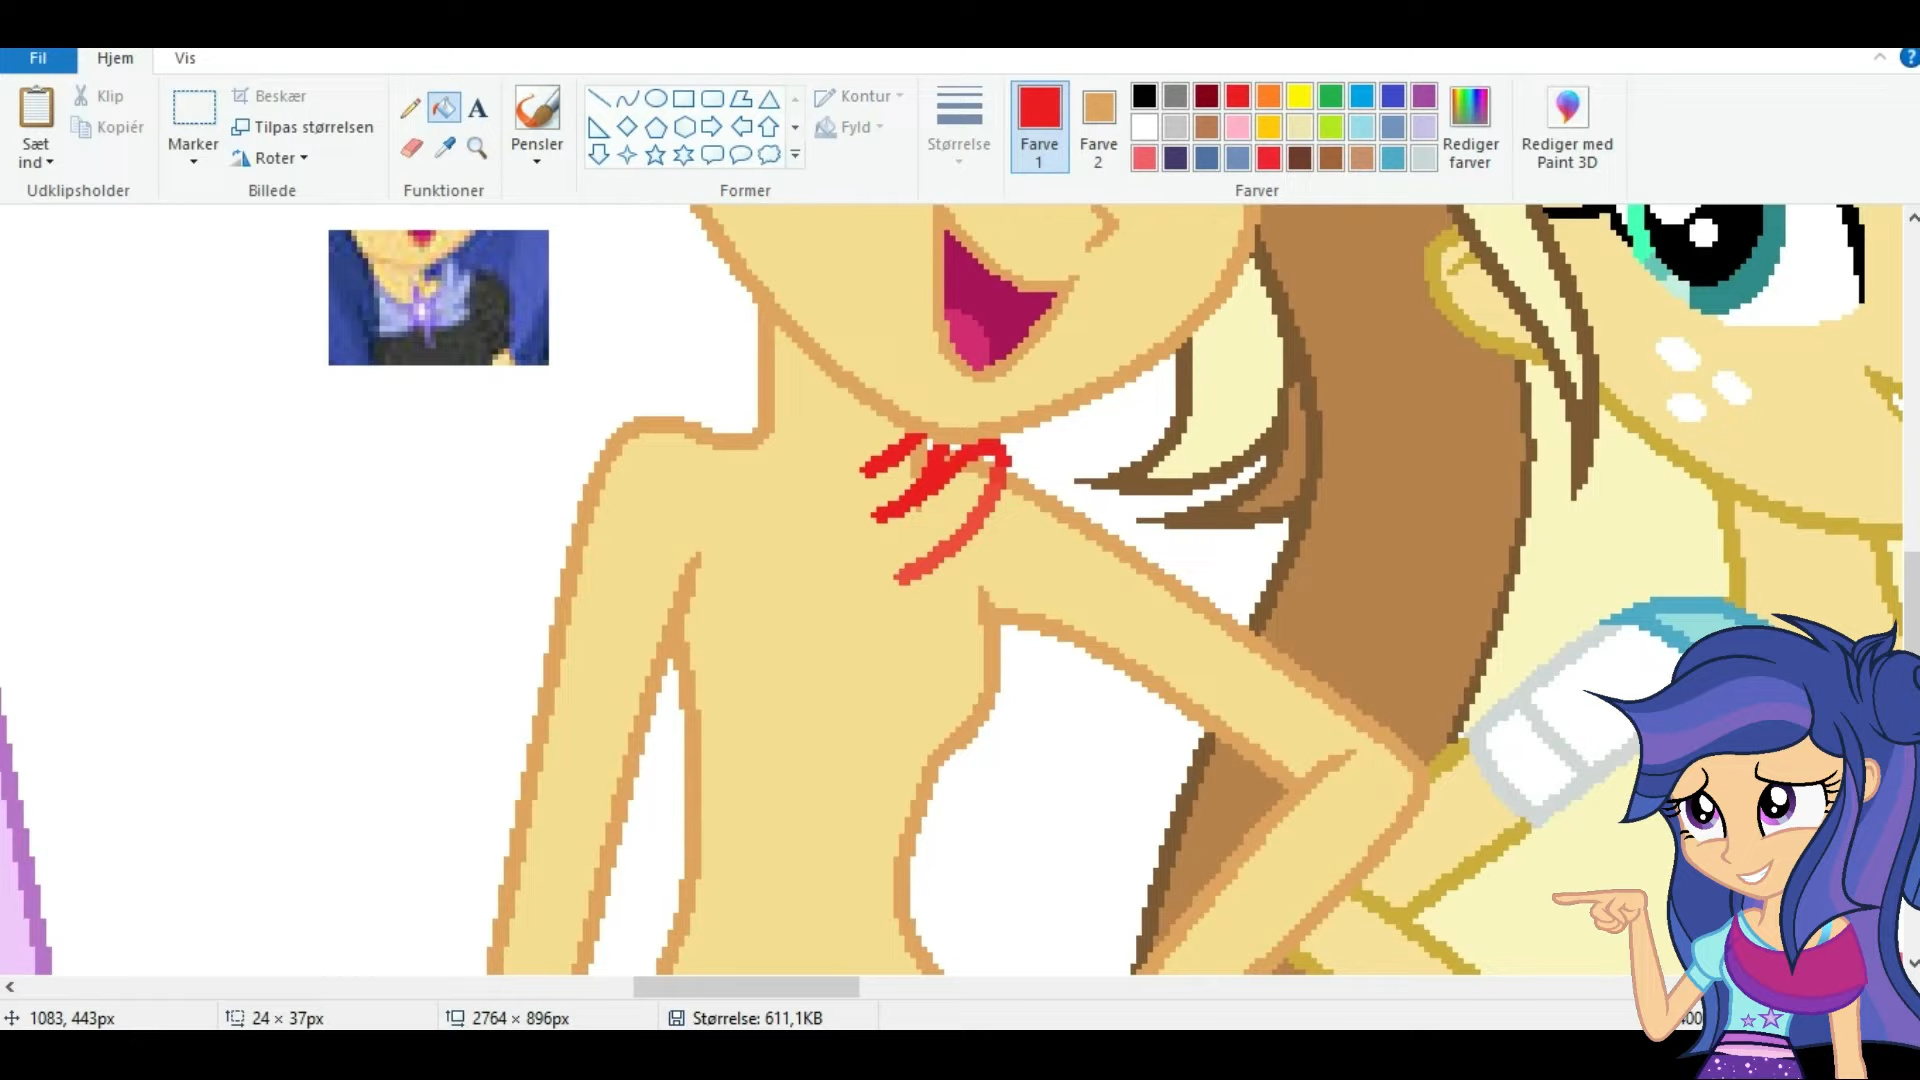 Fil Hjem Vis
Sæt ind
Klip
Kopiér
Udklipsholder
Marker
Beskær
Tilpas størrelsen
Roter
Billede
A
Funktioner
Pensler
Kontur
Fyld
Former
Størrelse
Farve 1
Farve 2
Rediger farver
Farver
Rediger med Paint 3D
?
1083, 443px
24 × 37px
2764 × 896px
Størrelse: 611,1KB